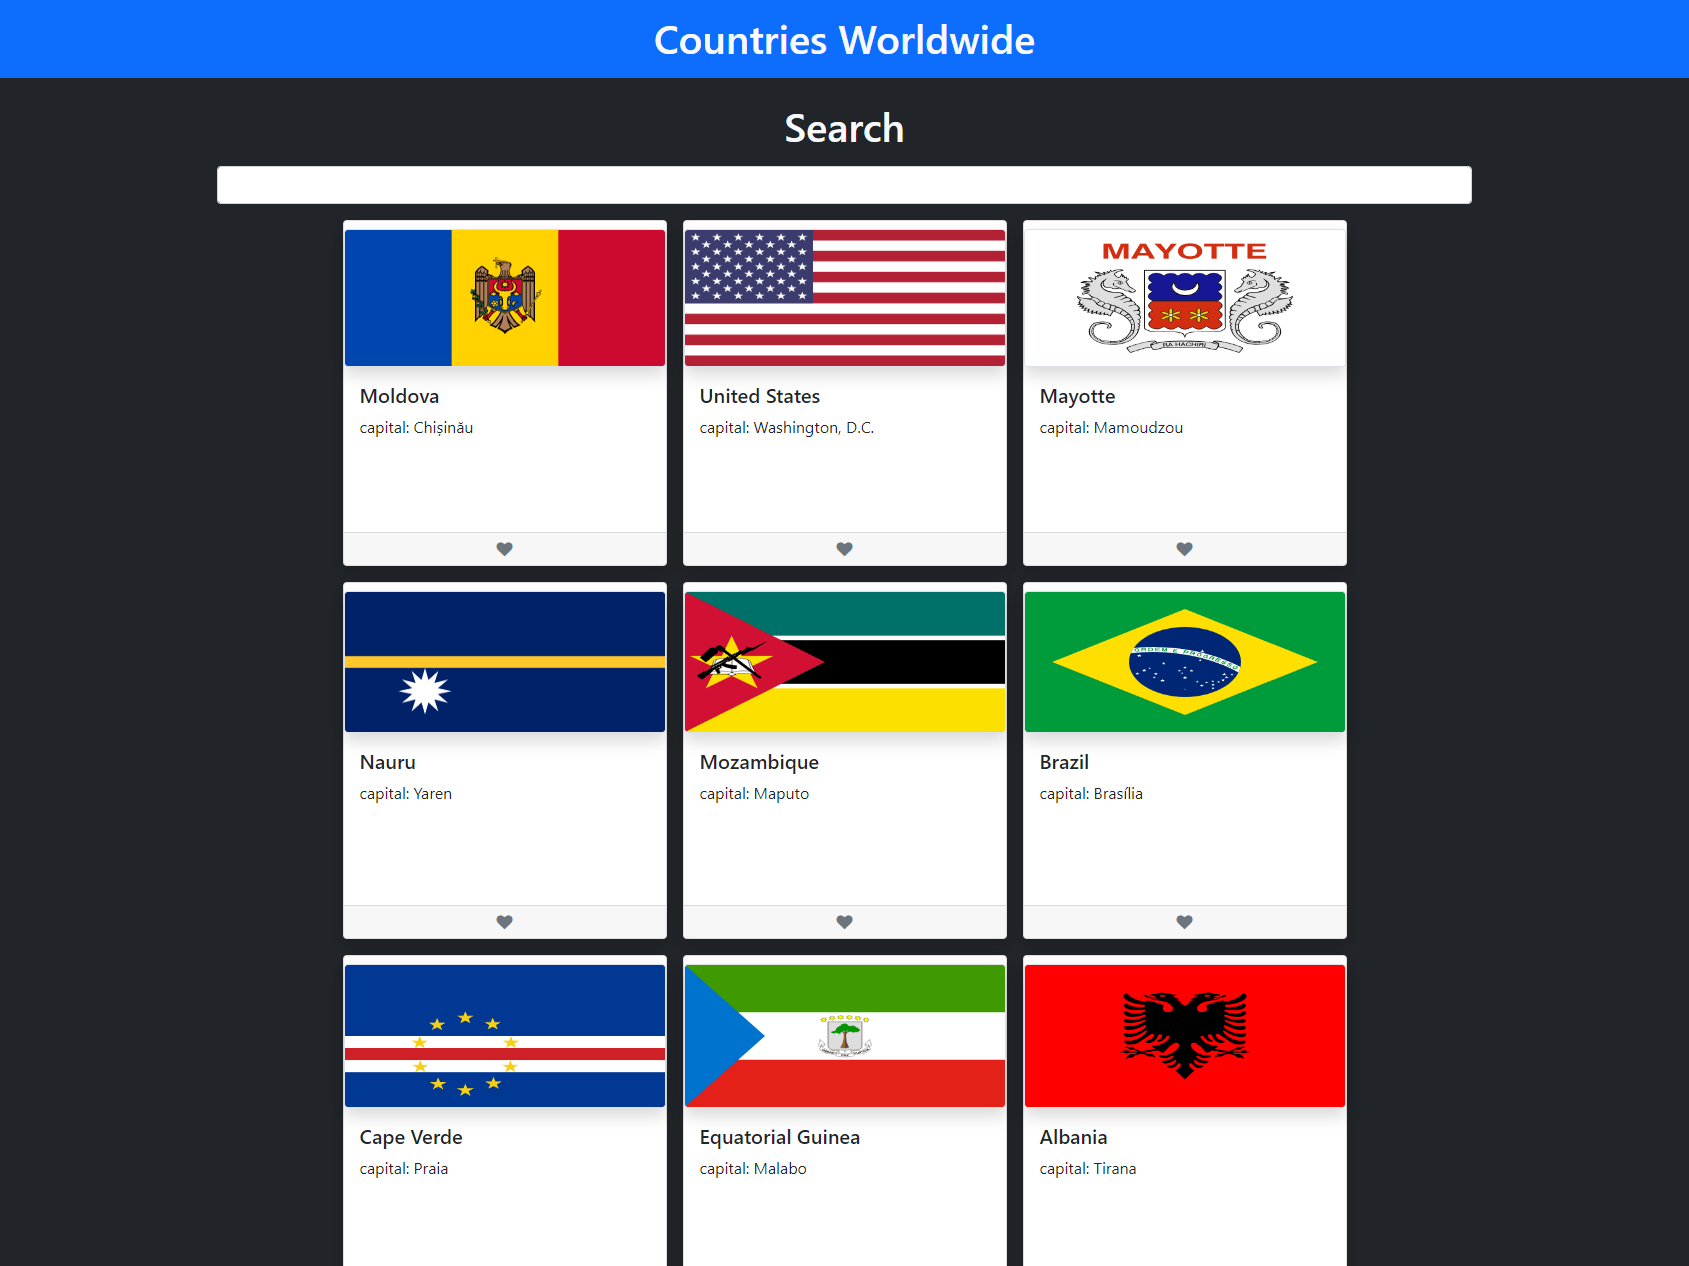 Countries Worldwide
Search
MAYOTTE
RA HACHIRI
Moldova
capital: Chișinău
United States
capital: Washington, D.C.
Mayotte
capital: Mamoudzou
ORDEM E PROGRESSO
Nauru
capital: Yaren
Mozambique
capital: Maputo
Brazil
capital: Brasília
Cape Verde
capital: Praia
Equatorial Guinea
capital: Malabo
Albania
capital: Tirana